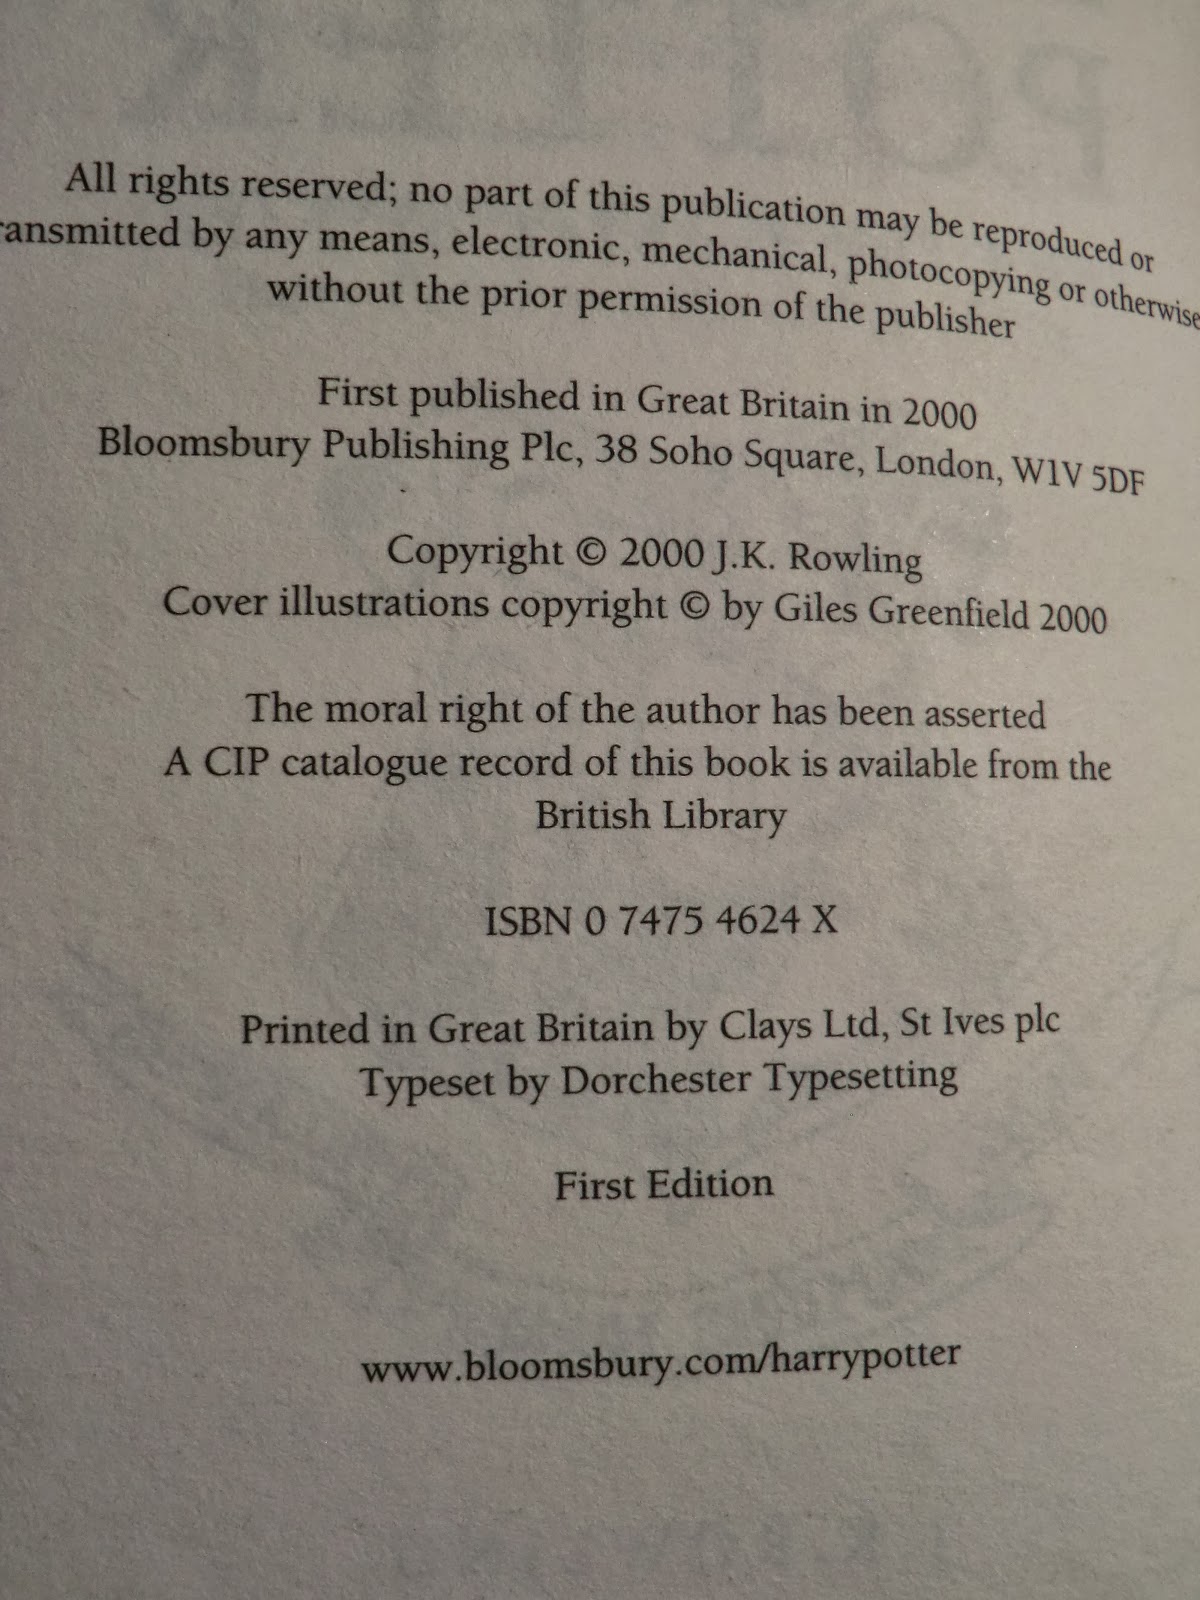 All rights reserved; no part of this publication may be reproduced or
ransmitted by any means, electronic, mechanical, photocopying or otherwise
without the prior permission of the publisher
First published in Great Britain in 2000
Bloomsbury Publishing Plc, 38 Soho Square, London, W1V 5DF
Copyright © 2000 J.K. Rowling
Cover illustrations copyright © by Giles Greenfield 2000
The moral right of the author has been asserted
A CIP catalogue record of this book is available from the
British Library
ISBN 0 7475 4624 X
Printed in Great Britain by Clays Ltd, St Ives plc
Typeset by Dorchester Typesetting
First Edition
www.bloomsbury.com/harrypotter